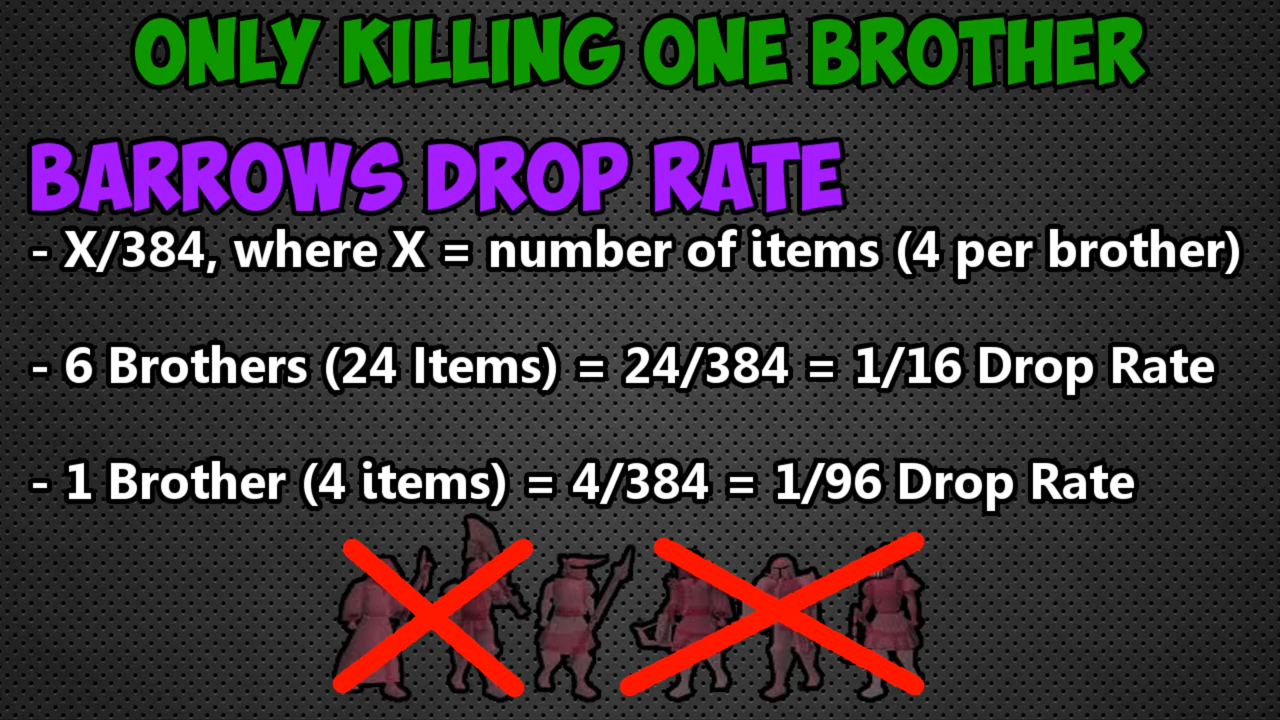 ONLY KILLING ONE BROTHER
BARROWS DROP RATE
- X/384, where X = number of items (4 per brother)
- 6 Brothers (24 Items) = 24/384 = 1/16 Drop Rate
- 1 Brother (4 items) = 4/384 = 1/96 Drop Rate